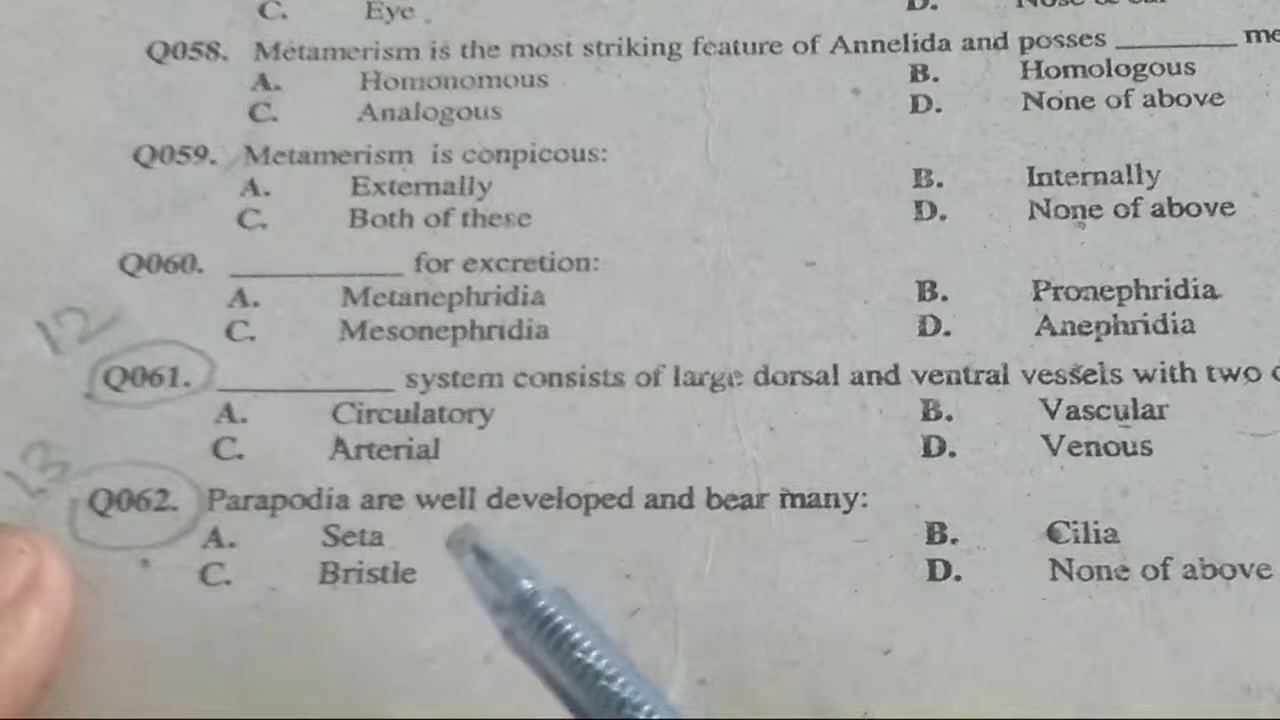 C. Eye D.
Q058. Metamerism is the most striking feature of Annelida and posses ________ me
A. Homonomous B. Homologous
C. Analogous D. None of above
Q059. Metamerism is conpicous:
A. Externally B. Internally
C. Both of these D. None of above
Q060. ________ for excretion:
A. Metanephridia B. Pronephridia
C. Mesonephridia D. Anephridia
12
Q061. ________ system consists of large dorsal and ventral vessels with two
A. Circulatory B. Vascular
C. Arterial D. Venous
13
Q062. Parapodia are well developed and bear many:
A. Seta B. Cilia
C. Bristle D. None of above